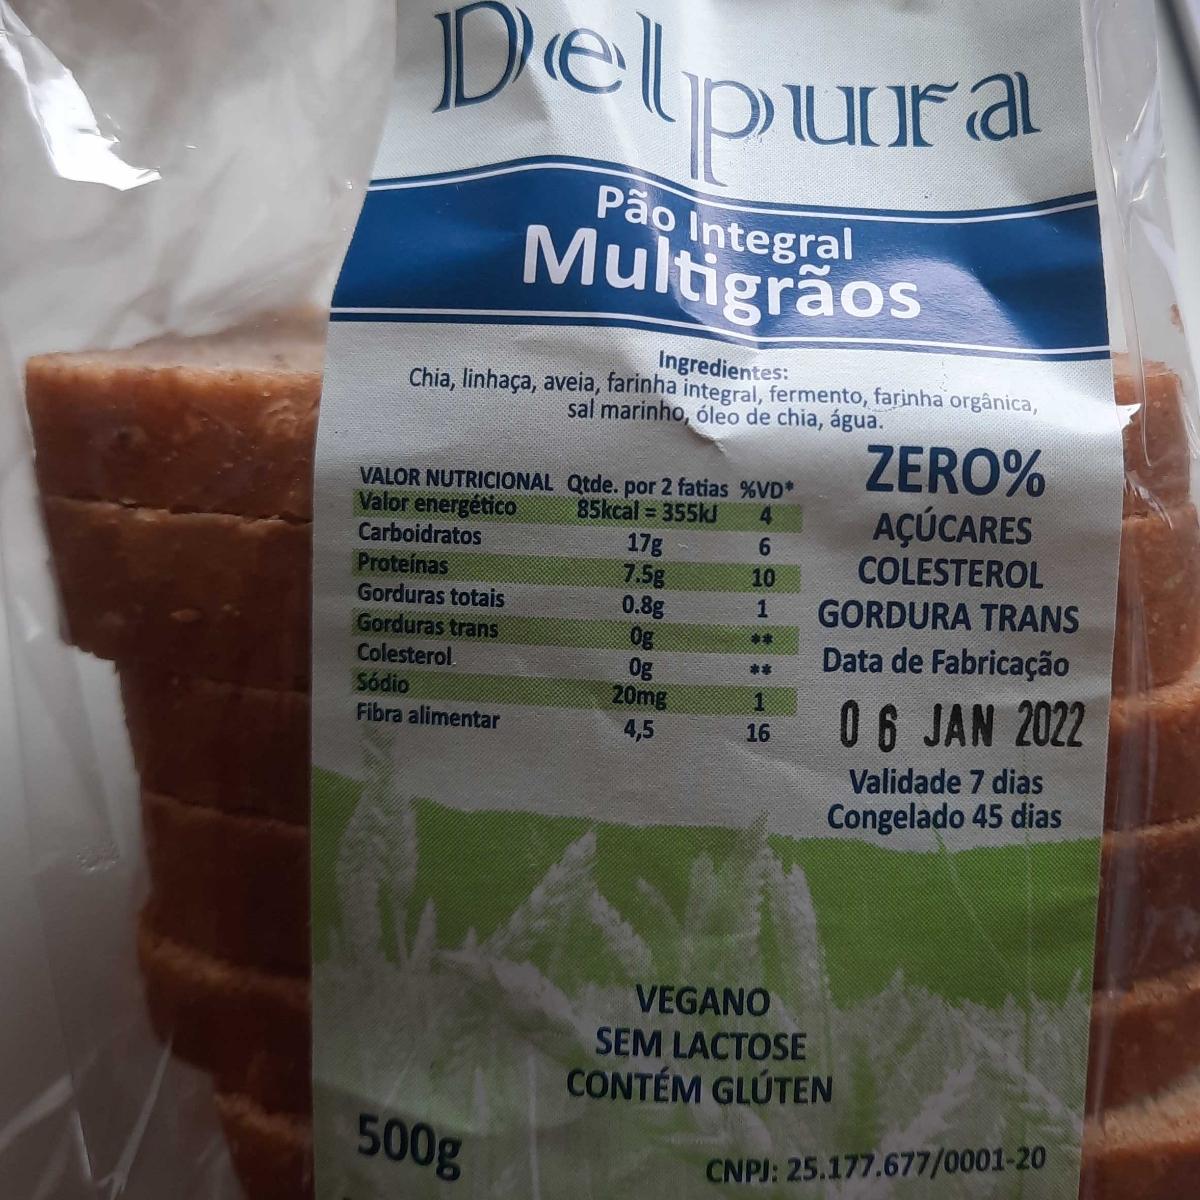 Delpura
Pão Integral
Multigrãos
Ingredientes:
Chia, linhaça, aveia, farinha integral, fermento, farinha orgânica,
sal marinho, óleo de chia, água.
VALOR NUTRICIONAL Qtde. por 2 fatias %VD*
Valor energético 85kcal = 355kJ 4
Carboidratos 17g 6
Proteínas 7.5g 10
Gorduras totais 0.8g 1
Gorduras trans 0g **
Colesterol 0g **
Sódio 20mg 1
Fibra alimentar 4,5 16
ZERO%
AÇÚCARES
COLESTEROL
GORDURA TRANS
Data de Fabricação
06 JAN 2022
Validade 7 dias
Congelado 45 dias
VEGANO
SEM LACTOSE
CONTÉM GLÚTEN
500g
CNPJ: 25.177.677/0001-20